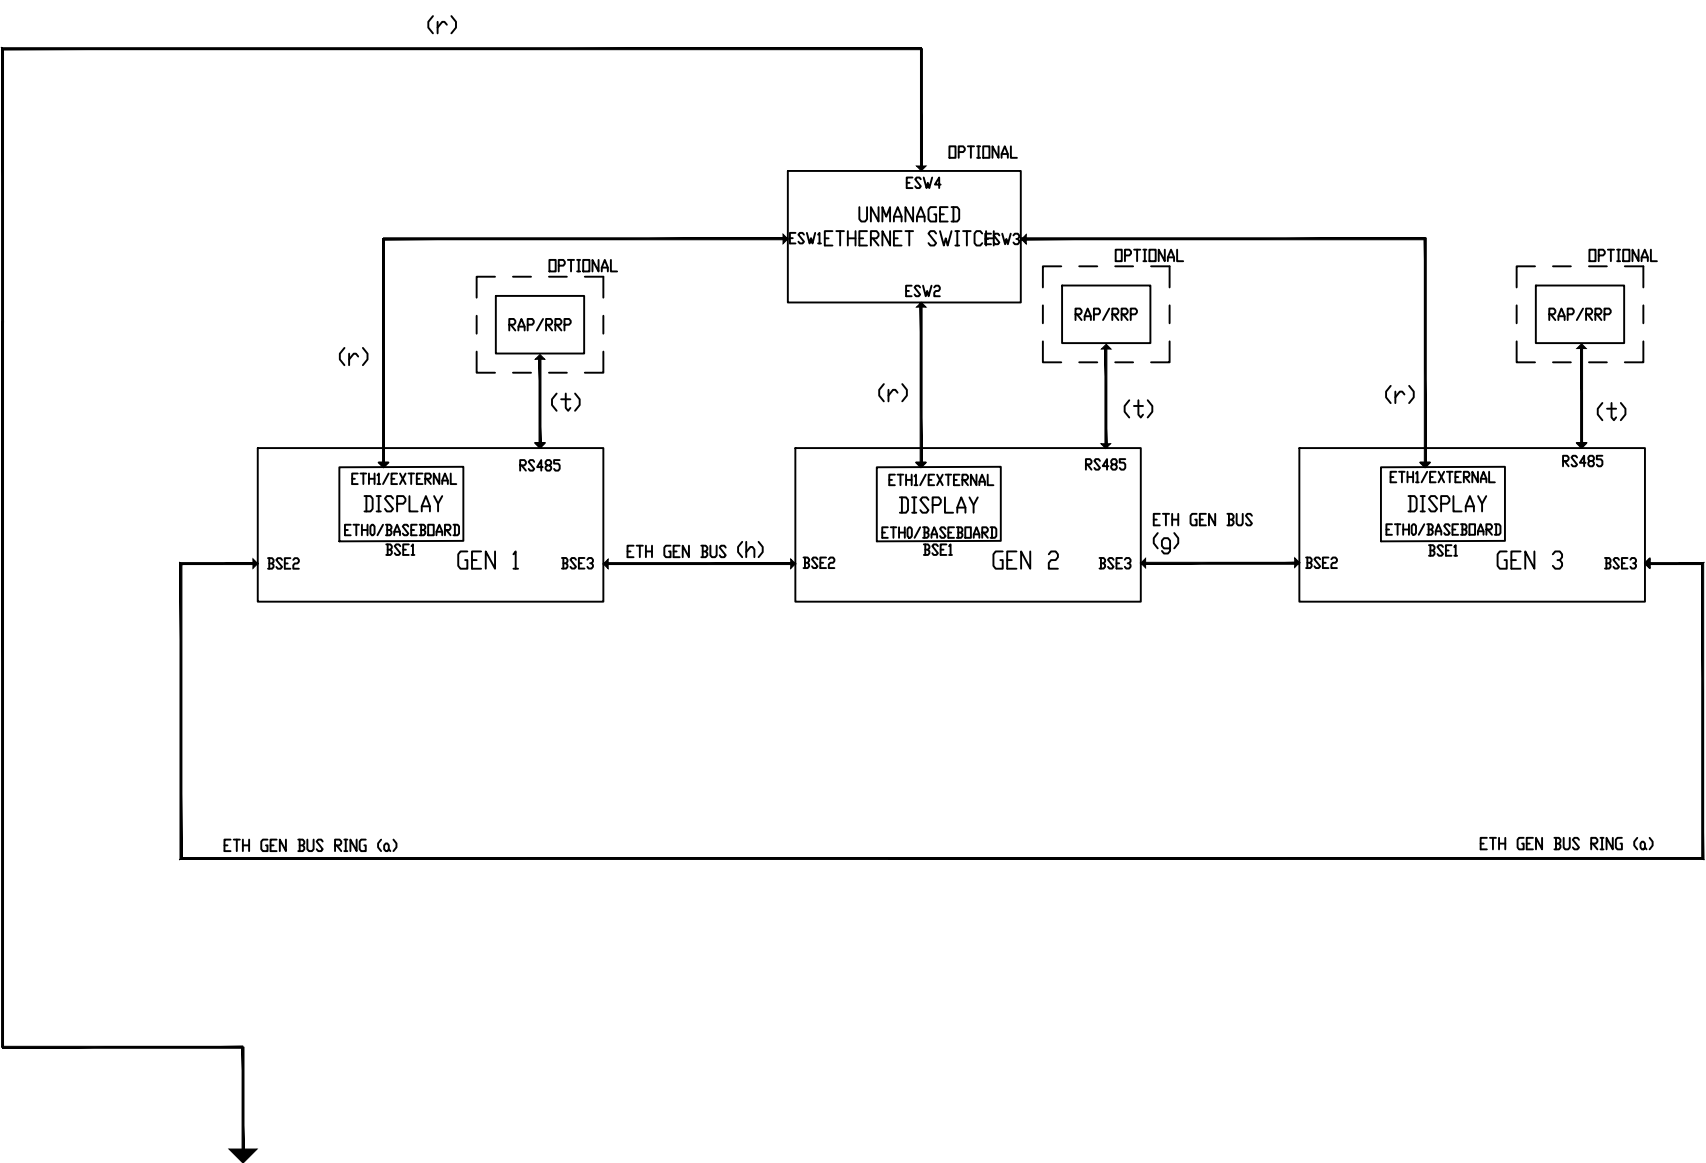 (r)
OPTIONAL
ESW4
UNMANAGED
ESW1 ETHERNET SWITCH ESW3
ESW2
OPTIONAL
RAP/RRP
OPTIONAL
RAP/RRP
OPTIONAL
RAP/RRP
(r)
(t)
(r)
(t)
(r)
(t)
RS485
ETH1/EXTERNAL
DISPLAY
ETH0/BASEBOARD
BSE1
BSE2
GEN 1
BSE3
ETH GEN BUS (h)
RS485
ETH1/EXTERNAL
DISPLAY
ETH0/BASEBOARD
BSE1
BSE2
GEN 2
BSE3
ETH GEN BUS
(g)
RS485
ETH1/EXTERNAL
DISPLAY
ETH0/BASEBOARD
BSE1
BSE2
GEN 3
BSE3
ETH GEN BUS RING (a)
ETH GEN BUS RING (a)